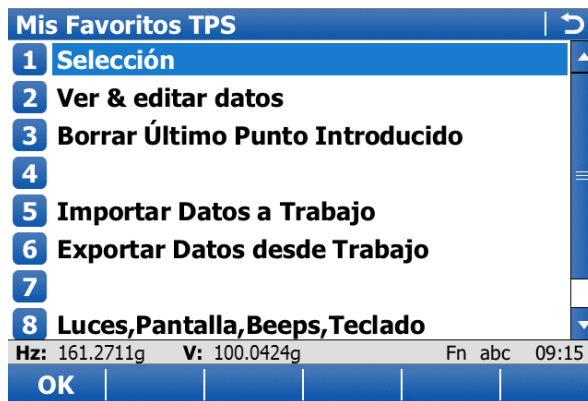 Mis Favoritos TPS
1 Selección
2 Ver & editar datos
3 Borrar Último Punto Introducido
4
5 Importar Datos a Trabajo
6 Exportar Datos desde Trabajo
7
8 Luces,Pantalla,Beeps,Teclado
Hz: 161.2711g V: 100.0424g Fn abc 09:15
OK